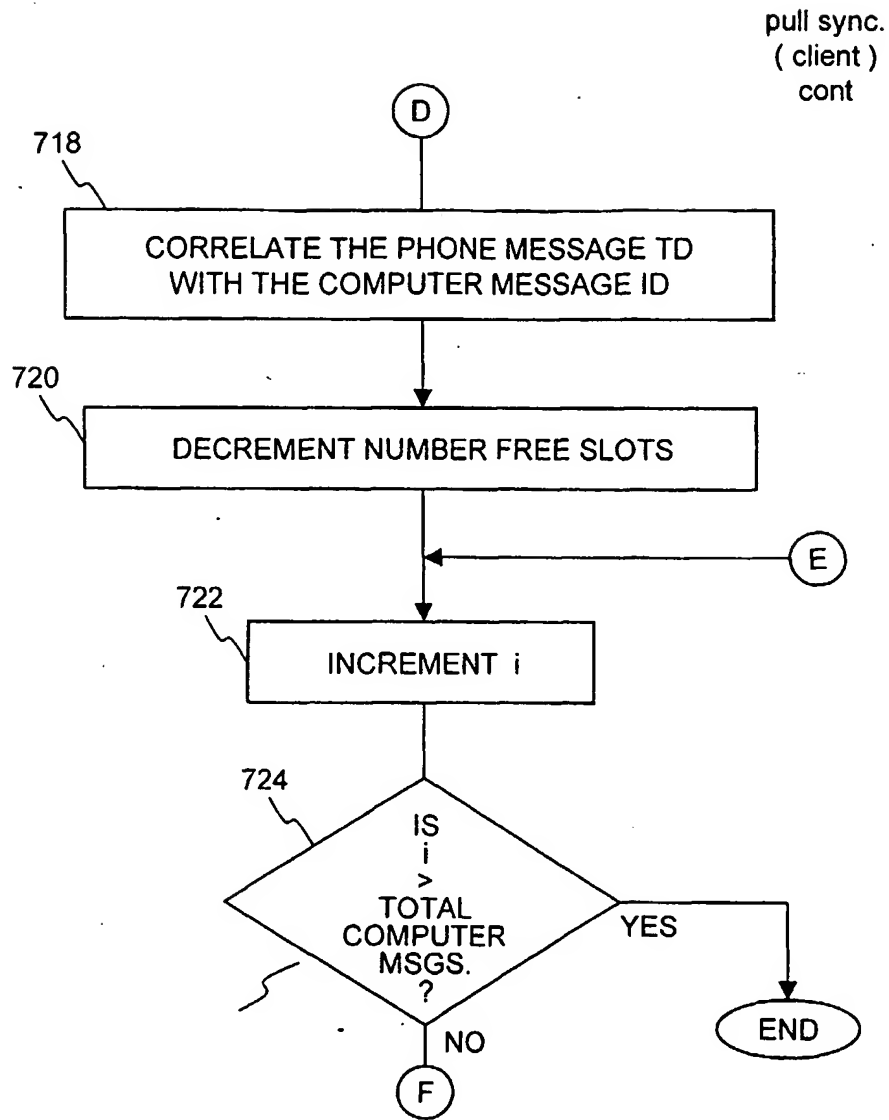 pull sync.
( client )
cont
D
718
CORRELATE THE PHONE MESSAGE TD
WITH THE COMPUTER MESSAGE ID
720
DECREMENT NUMBER FREE SLOTS
E
722
INCREMENT i
724
IS
i
>
TOTAL
COMPUTER
MSGS.
?
YES
END
NO
F